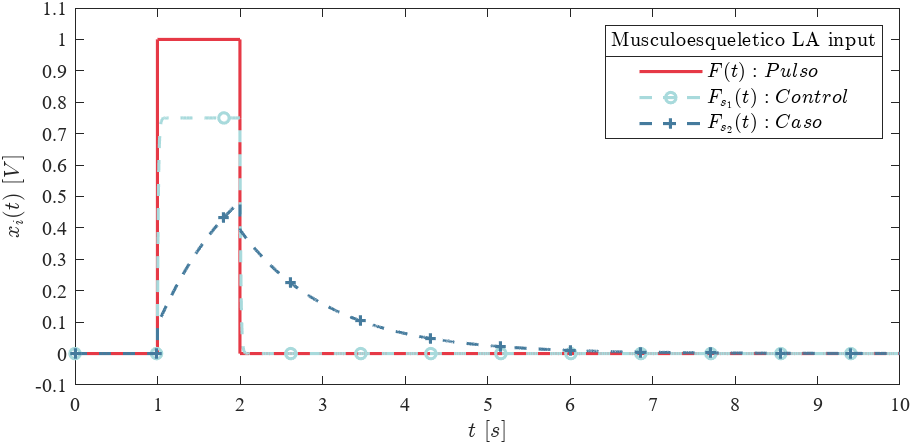 1.1
1
0.9
0.8
0.7
0.6
0.5
0.4
0.3
0.2
0.1
0
-0.1
x_i(t) [V]
Musculoesqueletico LA input
F(t) : Pulso
F_{s_1}(t) : Control
F_{s_2}(t) : Caso
0 1 2 3 4 5 6 7 8 9 10
t [s]